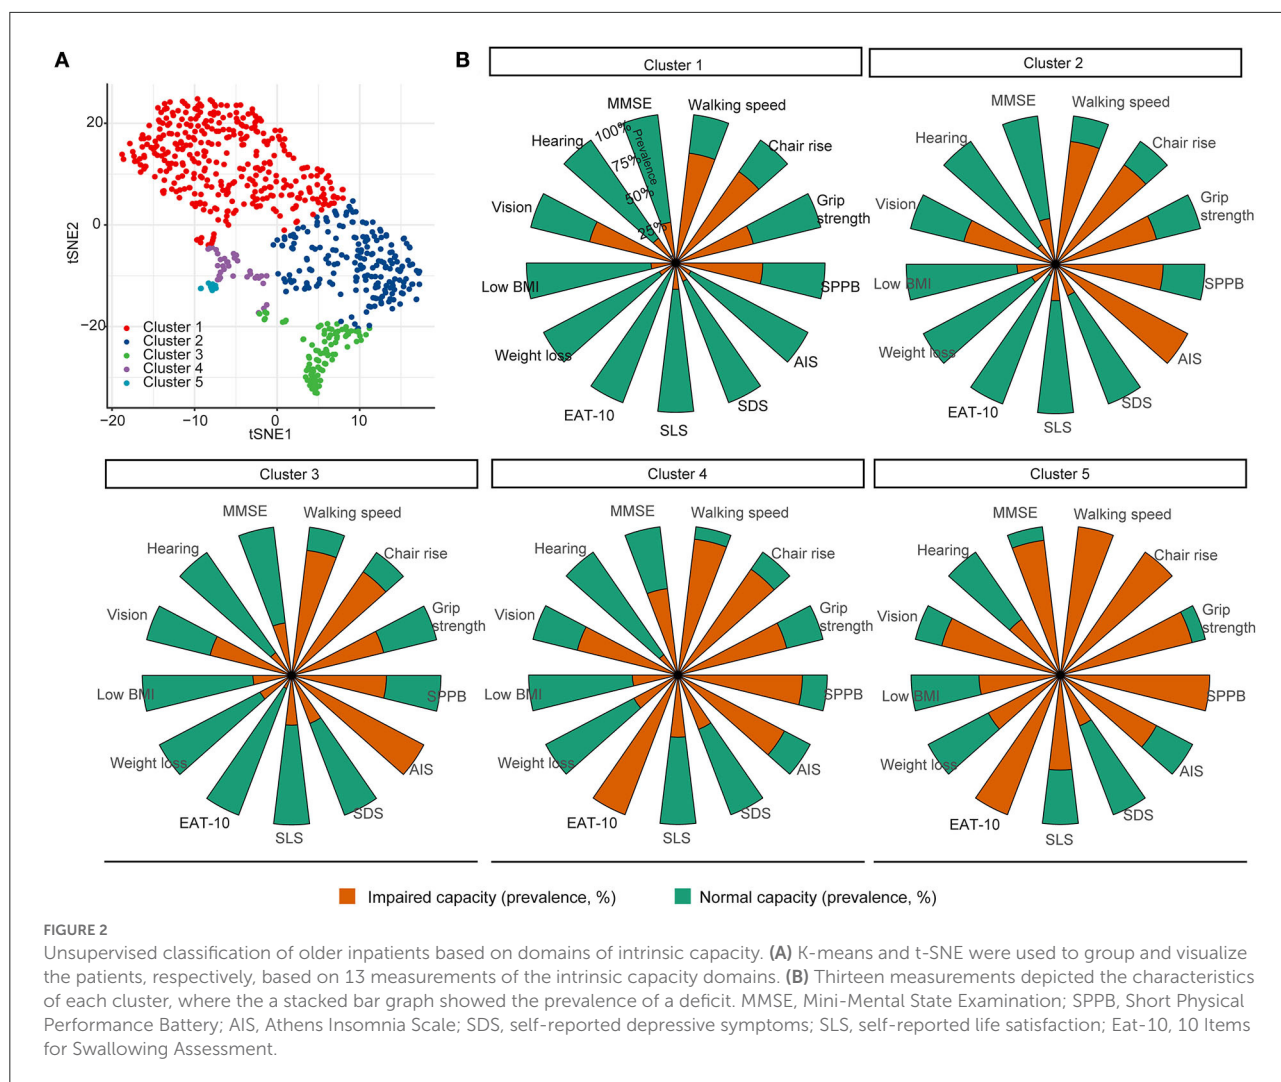 A
20
0
−20
tSNE2
Cluster 1
Cluster 2
Cluster 3
Cluster 4
Cluster 5
−20
−10
0
10
tSNE1
B
Cluster 1
MMSE
Walking speed
Hearing
100%
75%
50%
25%
Prevalence
Chair rise
Vision
Grip
strength
Low BMI
SPPB
Weight loss
AIS
EAT-10
SDS
SLS
Cluster 2
MMSE
Walking speed
Hearing
Chair rise
Vision
Grip
strength
Low BMI
SPPB
Weight loss
AIS
EAT-10
SDS
SLS
Cluster 3
MMSE
Walking speed
Hearing
Chair rise
Vision
Grip
strength
Low BMI
SPPB
Weight loss
AIS
EAT-10
SDS
SLS
Cluster 4
MMSE
Walking speed
Hearing
Chair rise
Vision
Grip
strength
Low BMI
SPPB
Weight loss
AIS
EAT-10
SDS
SLS
Cluster 5
MMSE
Walking speed
Hearing
Chair rise
Vision
Grip
strength
Low BMI
SPPB
Weight loss
AIS
EAT-10
SDS
SLS
Impaired capacity (prevalence, %)
Normal capacity (prevalence, %)
FIGURE 2
Unsupervised classification of older inpatients based on domains of intrinsic capacity. (A) K-means and t-SNE were used to group and visualize
the patients, respectively, based on 13 measurements of the intrinsic capacity domains. (B) Thirteen measurements depicted the characteristics
of each cluster, where the a stacked bar graph showed the prevalence of a deficit. MMSE, Mini-Mental State Examination; SPPB, Short Physical
Performance Battery; AIS, Athens Insomnia Scale; SDS, self-reported depressive symptoms; SLS, self-reported life satisfaction; Eat-10, 10 Items
for Swallowing Assessment.